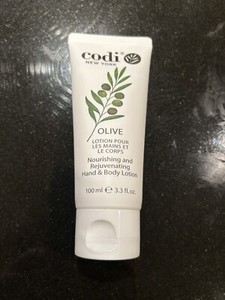 codi®
NEW YORK
OLIVE
LOTION POUR
LES MAINS ET
LE CORPS
Nourishing and
Rejuvenating
Hand & Body Lotion
100 ml ℮ 3.3 fl.oz.